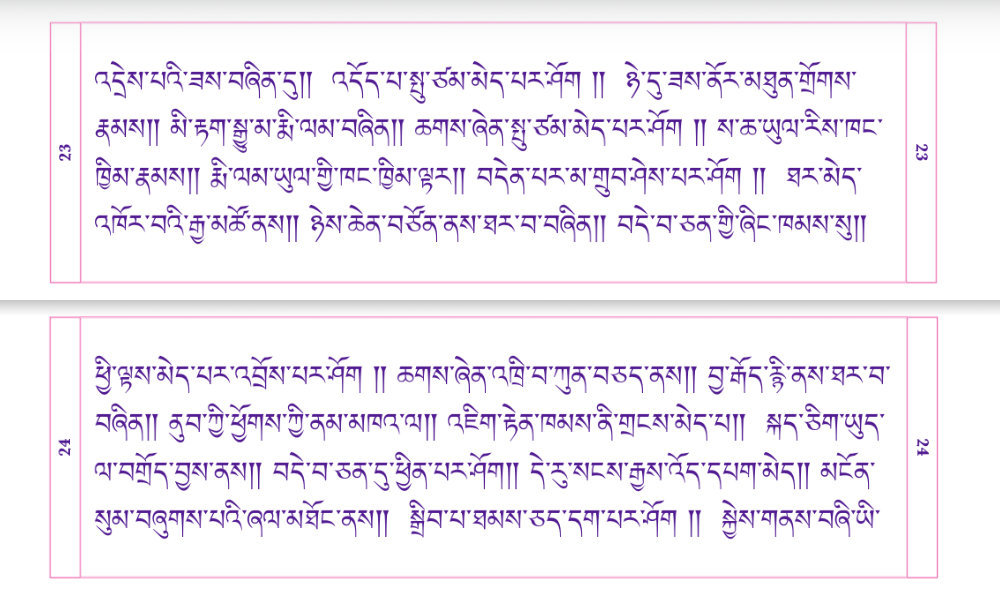 འདྲེས་པའི་ཟས་བཞིན་དུ།། འདོད་པ་སྤུ་ཙམ་མེད་པར་ཤོག །། ཉེ་དུ་ཟས་ནོར་མཐུན་གྲོགས་
རྣམས།། མི་རྟག་སྒྱུ་མ་རྨི་ལམ་བཞིན།། ཆགས་ཞེན་སྤུ་ཙམ་མེད་པར་ཤོག །། ས་ཆ་ཡུལ་རིས་ཁང་
23
23
ཁྱིམ་རྣམས།། རྨི་ལམ་ཡུལ་གྱི་ཁང་ཁྱིམ་ལྟར།། བདེན་པར་མ་གྲུབ་ཤེས་པར་ཤོག །། ཐར་མེད་
འཁོར་བའི་རྒྱ་མཚོ་ནས།། ཉེས་ཆེན་བཙོན་ནས་ཐར་བ་བཞིན།། བདེ་བ་ཅན་གྱི་ཞིང་ཁམས་སུ།།
ཕྱི་ལྟས་མེད་པར་འབྲོས་པར་ཤོག །། ཆགས་ཞེན་འཁྲི་བ་ཀུན་བཅད་ནས།། བྱ་རྒོད་རྙི་ནས་ཐར་བ་
བཞིན།། ནུབ་ཀྱི་ཕྱོགས་ཀྱི་ནམ་མཁའ་ལ།། འཇིག་རྟེན་ཁམས་ནི་གྲངས་མེད་པ།། སྐད་ཅིག་ཡུད་
24
24
ལ་བགྲོད་བྱས་ནས།། བདེ་བ་ཅན་དུ་ཕྱིན་པར་ཤོག།། དེ་རུ་སངས་རྒྱས་འོད་དཔག་མེད།། མངོན་
སུམ་བཞུགས་པའི་ཞལ་མཐོང་ནས།། སྒྲིབ་པ་ཐམས་ཅད་དག་པར་ཤོག །། སྐྱེས་གནས་བཞི་ཡི་